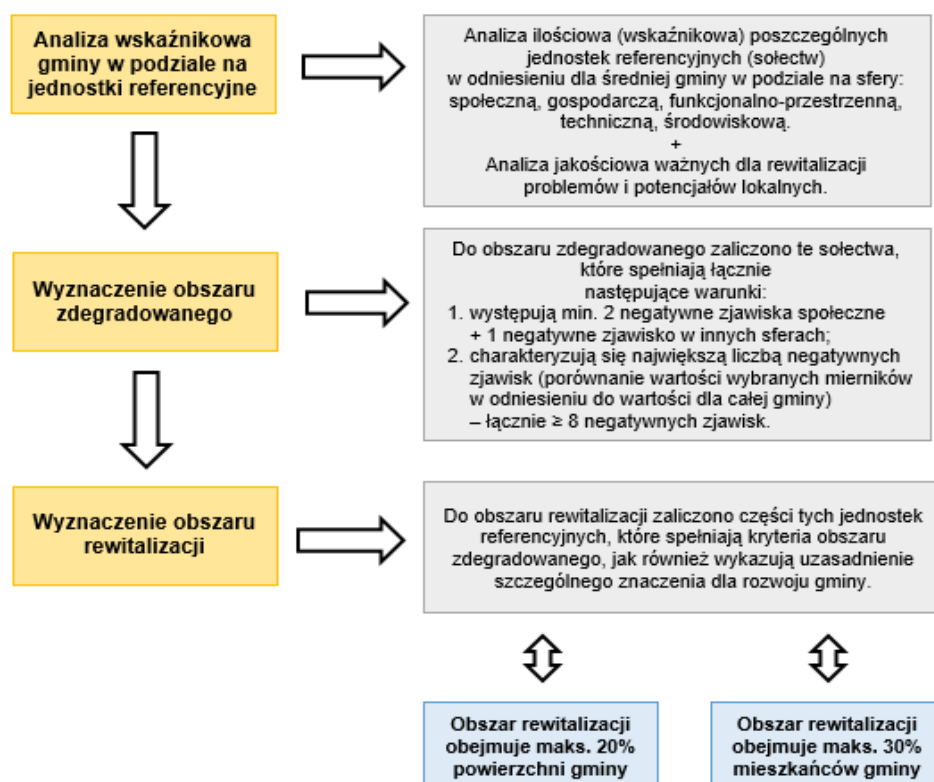 Analiza wskaźnikowa
gminy w podziale na
jednostki referencyjne
Analiza ilościowa (wskaźnikowa) poszczególnych
jednostek referencyjnych (sołectw)
w odniesieniu dla średniej gminy w podziale na sfery:
społeczną, gospodarczą, funkcjonalno-przestrzenną,
techniczną, środowiskową.
+
Analiza jakościowa ważnych dla rewitalizacji
problemów i potencjałów lokalnych.
Wyznaczenie obszaru
zdegradowanego
Do obszaru zdegradowanego zaliczono te sołectwa,
które spełniają łącznie
następujące warunki:
1. występują min. 2 negatywne zjawiska społeczne
+ 1 negatywne zjawisko w innych sferach;
2. charakteryzują się największą liczbą negatywnych
zjawisk (porównanie wartości wybranych mierników
w odniesieniu do wartości dla całej gminy)
– łącznie ≥ 8 negatywnych zjawisk.
Wyznaczenie obszaru
rewitalizacji
Do obszaru rewitalizacji zaliczono części tych jednostek
referencyjnych, które spełniają kryteria obszaru
zdegradowanego, jak również wykazują uzasadnienie
szczególnego znaczenia dla rozwoju gminy.
Obszar rewitalizacji
obejmuje maks. 20%
powierzchni gminy
Obszar rewitalizacji
obejmuje maks. 30%
mieszkańców gminy